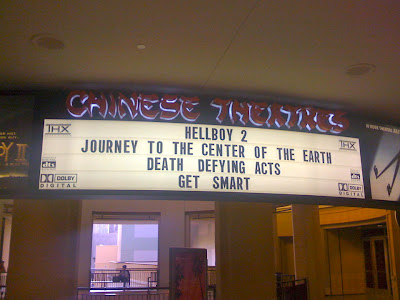 CHINESE THEATRES
THX
HELLBOY 2
THX
JOURNEY TO THE CENTER OF THE EARTH
dts
DEATH DEFYING ACTS
dts
DOLBY
DIGITAL
GET SMART
DOLBY
DIGITAL